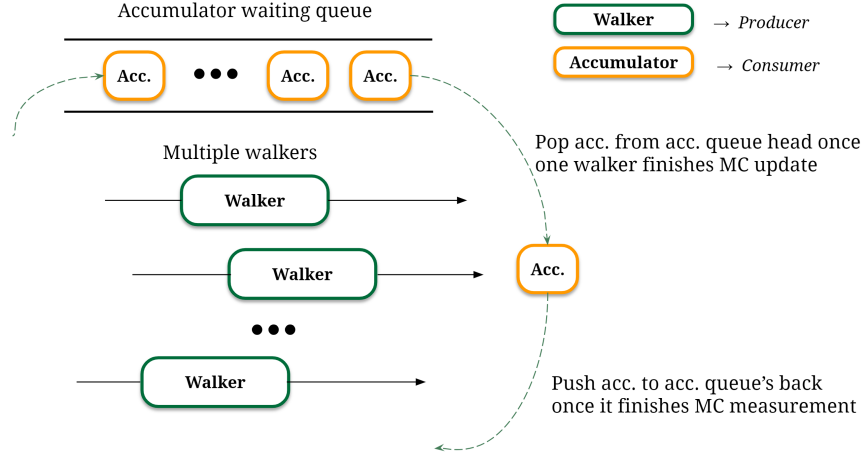 Accumulator waiting queue
Walker → Producer
Acc. ●●● Acc. Acc.
Accumulator → Consumer
Pop acc. from acc. queue head once
one walker finishes MC update
Multiple walkers
Walker
Walker
Acc.
●●●
Walker
Push acc. to acc. queue’s back
once it finishes MC measurement